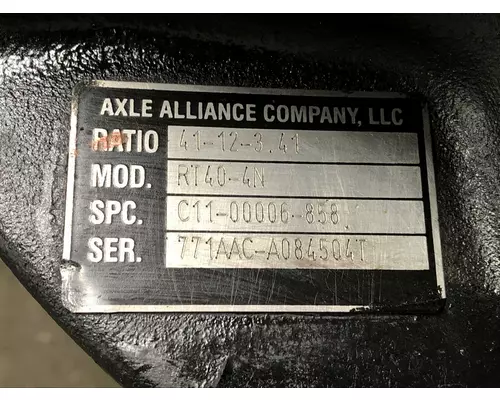 AXLE ALLIANCE COMPANY, LLC
RATIO 41-12-3.41
MOD. RT40-4N
SPC. C11-00006-858
SER. 771AAC-A084504T